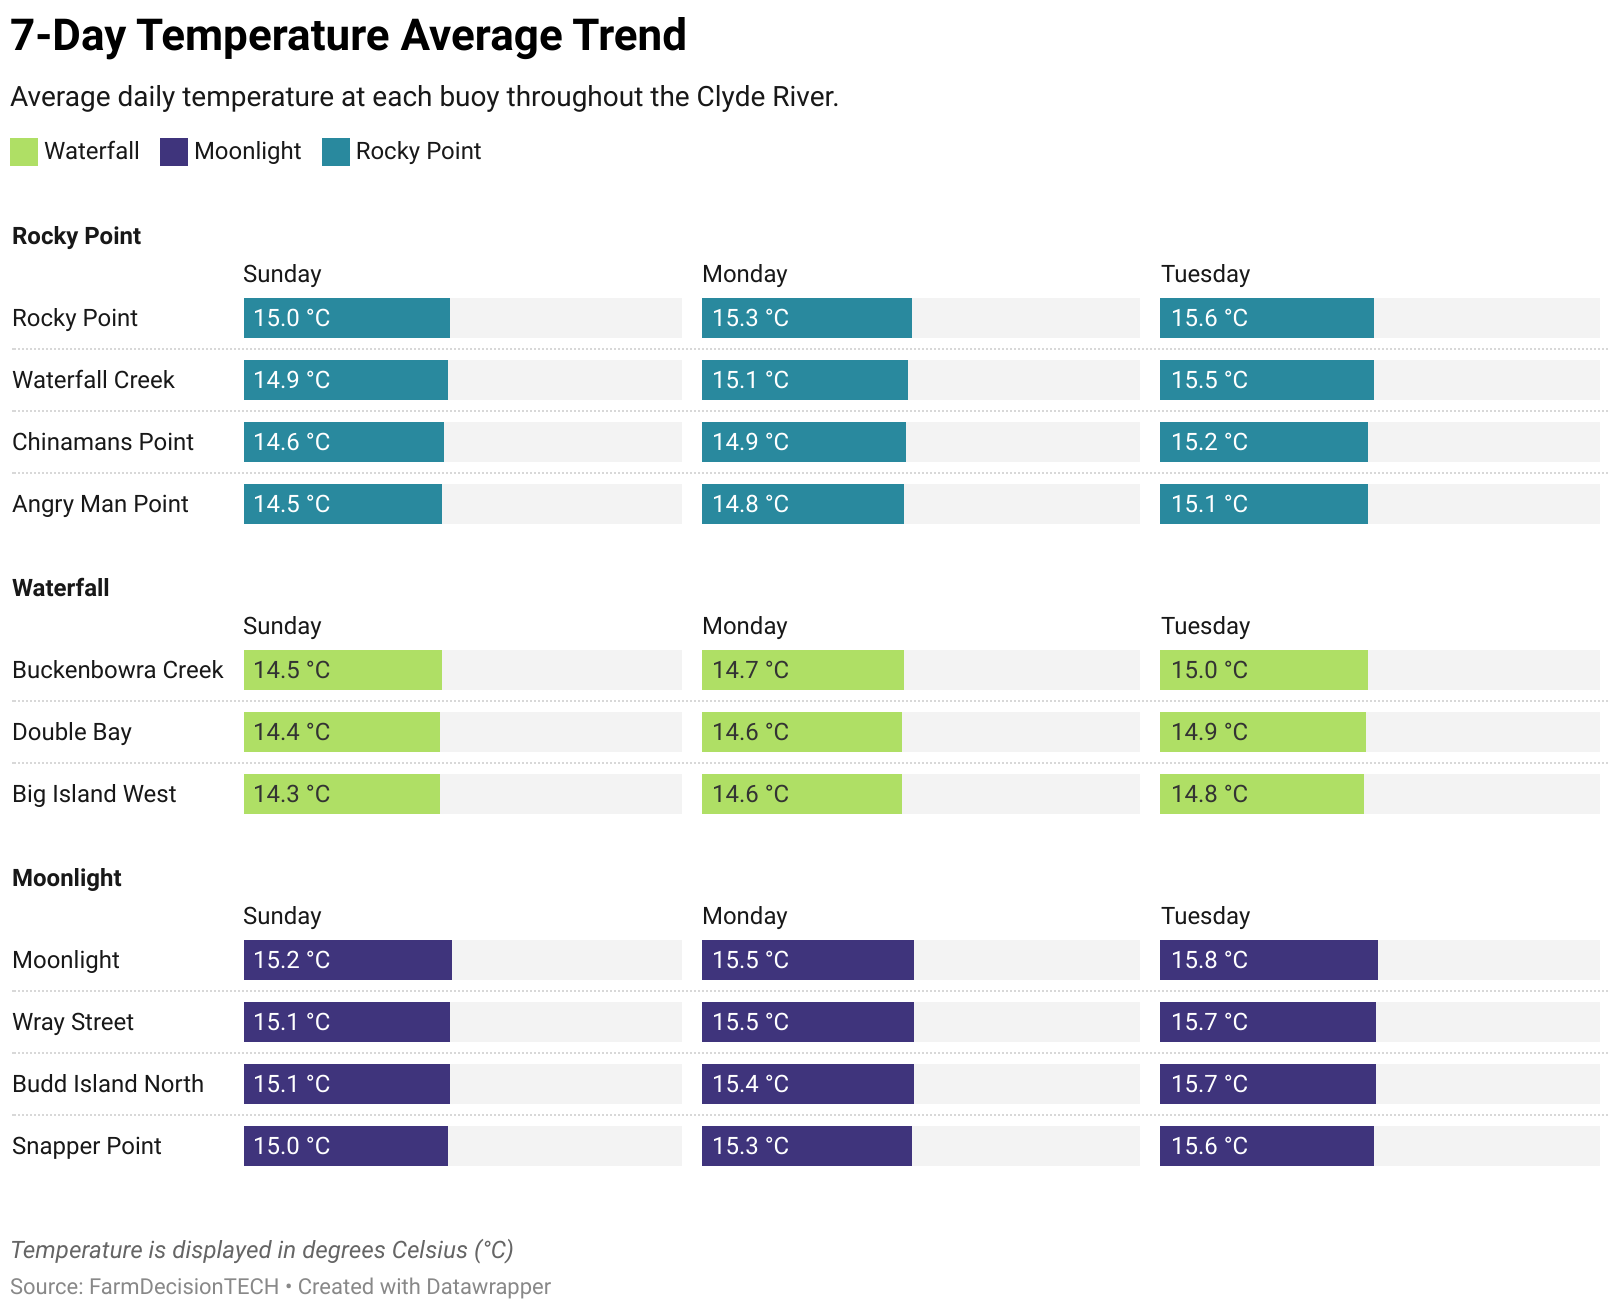 7-Day Temperature Average Trend
Average daily temperature at each buoy throughout the Clyde River.
Waterfall Moonlight Rocky Point
Rocky Point
Sunday Monday Tuesday
Rocky Point 15.0 °C 15.3 °C 15.6 °C
Waterfall Creek 14.9 °C 15.1 °C 15.5 °C
Chinamans Point 14.6 °C 14.9 °C 15.2 °C
Angry Man Point 14.5 °C 14.8 °C 15.1 °C
Waterfall
Sunday Monday Tuesday
Buckenbowra Creek 14.5 °C 14.7 °C 15.0 °C
Double Bay 14.4 °C 14.6 °C 14.9 °C
Big Island West 14.3 °C 14.6 °C 14.8 °C
Moonlight
Sunday Monday Tuesday
Moonlight 15.2 °C 15.5 °C 15.8 °C
Wray Street 15.1 °C 15.5 °C 15.7 °C
Budd Island North 15.1 °C 15.4 °C 15.7 °C
Snapper Point 15.0 °C 15.3 °C 15.6 °C
Temperature is displayed in degrees Celsius (°C)
Source: FarmDecisionTECH • Created with Datawrapper